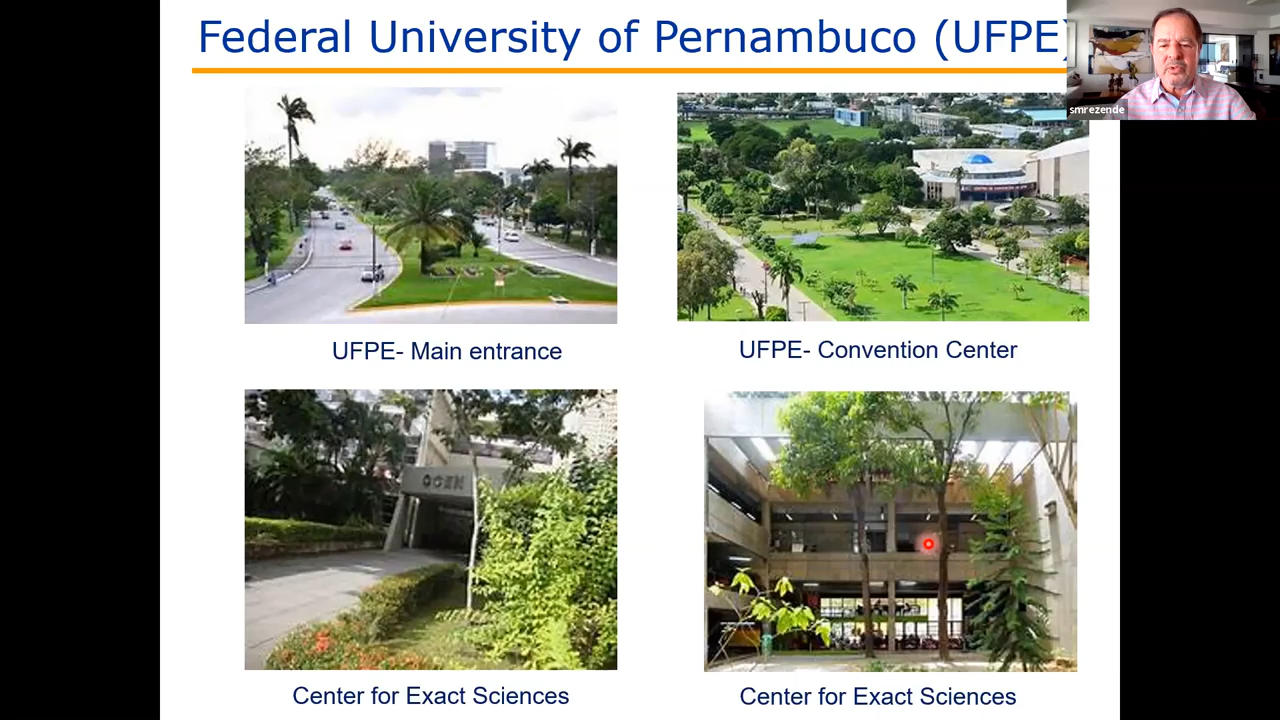 Federal University of Pernambuco (UFPE)
smrezende
UFPE- Main entrance
UFPE- Convention Center
CCEN
Center for Exact Sciences
Center for Exact Sciences